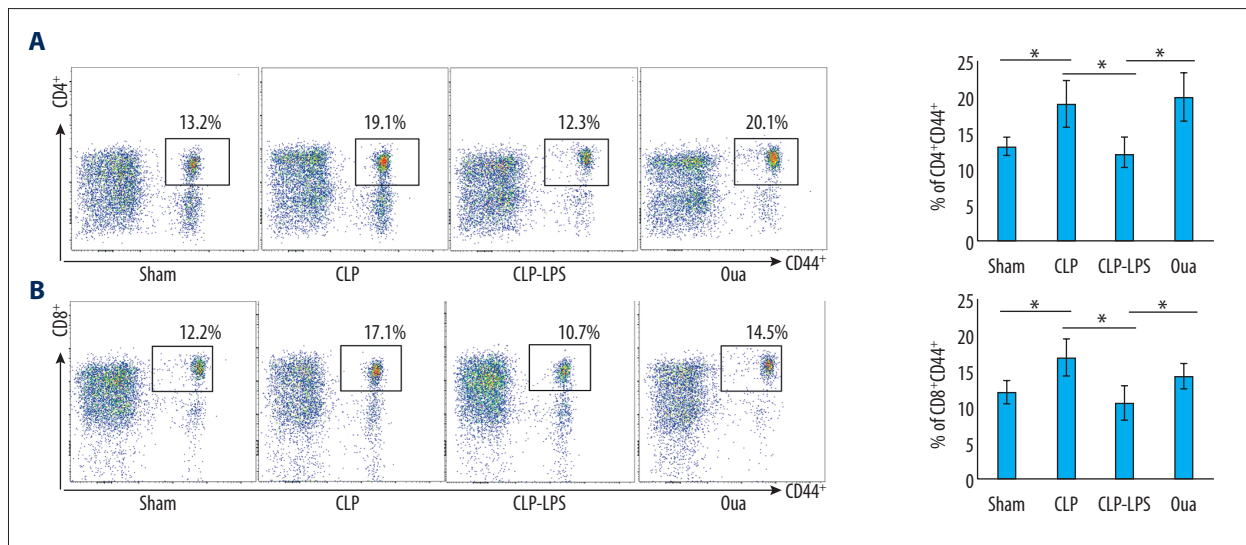 A
CD4⁺
13.2%
19.1%
12.3%
20.1%
Sham
CLP
CLP-LPS
Oua
CD44⁺
25
20
15
10
5
0
% of CD4⁺CD44⁺
*
*
*
Sham
CLP
CLP-LPS
Oua
B
CD8⁺
12.2%
17.1%
10.7%
14.5%
Sham
CLP
CLP-LPS
Oua
CD44⁺
25
20
15
10
5
0
% of CD8⁺CD44⁺
*
*
*
Sham
CLP
CLP-LPS
Oua